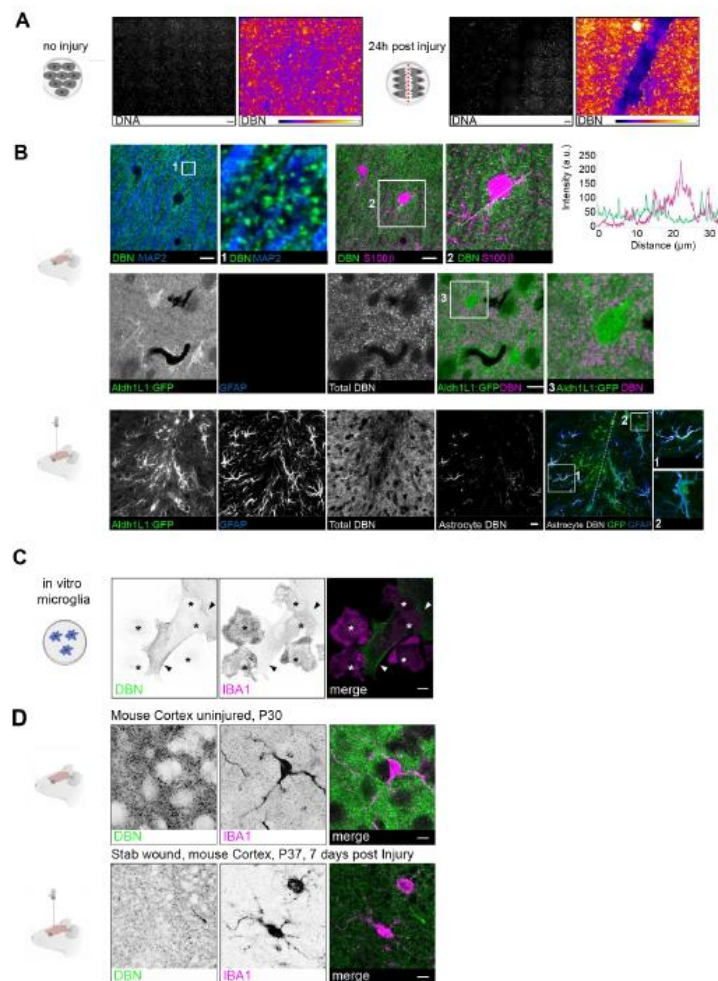 A
no injury
24h post injury
DNA
DBN
DNA
DBN
B
1
2
DBN MAP2
1 DBN MAP2
DBN S100β
2 DBN S100β
Intensity (a.u.)
250
200
150
100
50
0
0 10 20 30
Distance (µm)
3
Aldh1L1:GFP
GFAP
Total DBN
Aldh1L1:GFP DBN
3 Aldh1L1:GFP DBN
2
1
1
2
Aldh1L1:GFP
GFAP
Total DBN
Astrocyte DBN
Astrocyte DBN GFP GFAP
C
in vitro
microglia
DBN
IBA1
merge
D
Mouse Cortex uninjured, P30
DBN
IBA1
merge
Stab wound, mouse Cortex, P37, 7 days post Injury
DBN
IBA1
merge